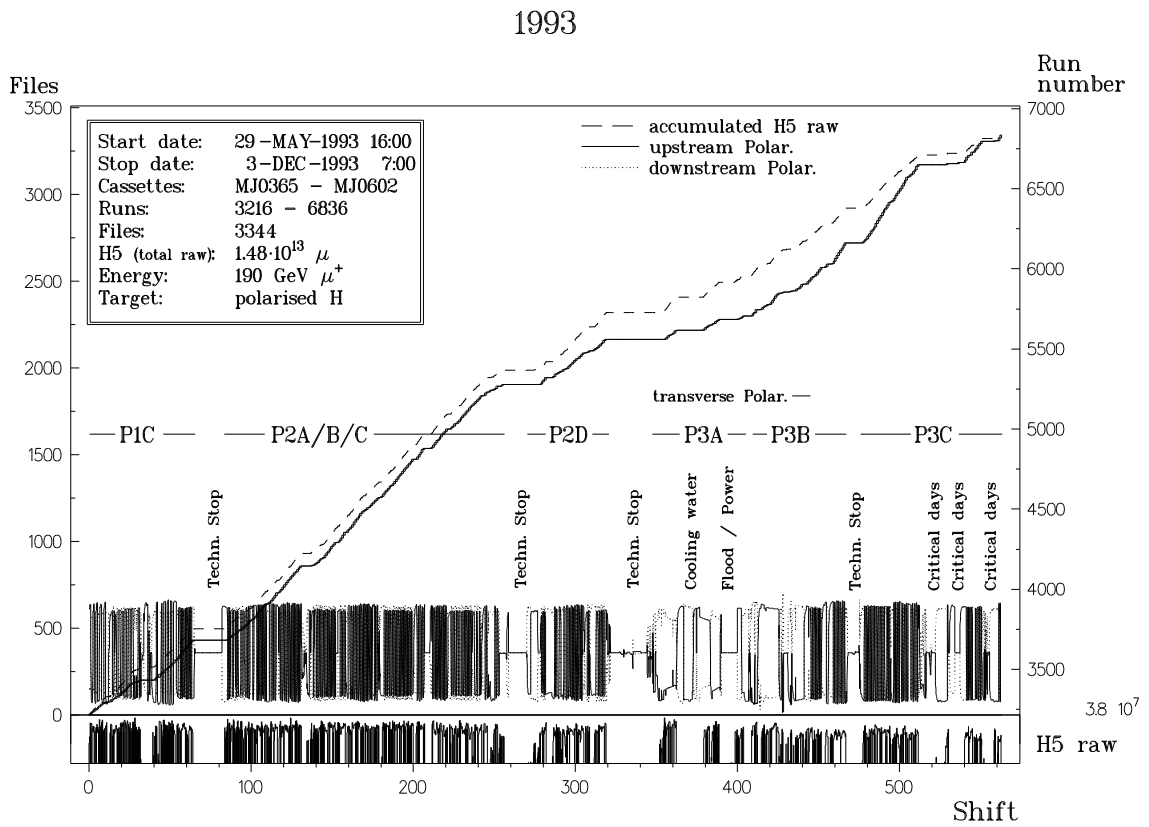 1993
Files
Run
number
3500
3000
2500
2000
1500
1000
500
0
7000
6500
6000
5500
5000
4500
4000
3500
Start date: 29-MAY-1993 16:00
Stop date: 3-DEC-1993 7:00
Cassettes: MJ0365 - MJ0602
Runs: 3216 - 6836
Files: 3344
H5 (total raw): 1.48·10¹³ μ
Energy: 190 GeV μ⁺
Target: polarised H
accumulated H5 raw
upstream Polar.
downstream Polar.
transverse Polar.
P1C
P2A/B/C
P2D
P3A
P3B
P3C
Techn. Stop
Techn. Stop
Techn. Stop
Cooling water
Flood / Power
Techn. Stop
Critical days
Critical days
Critical days
3.8 10⁷
H5 raw
0 100 200 300 400 500
Shift